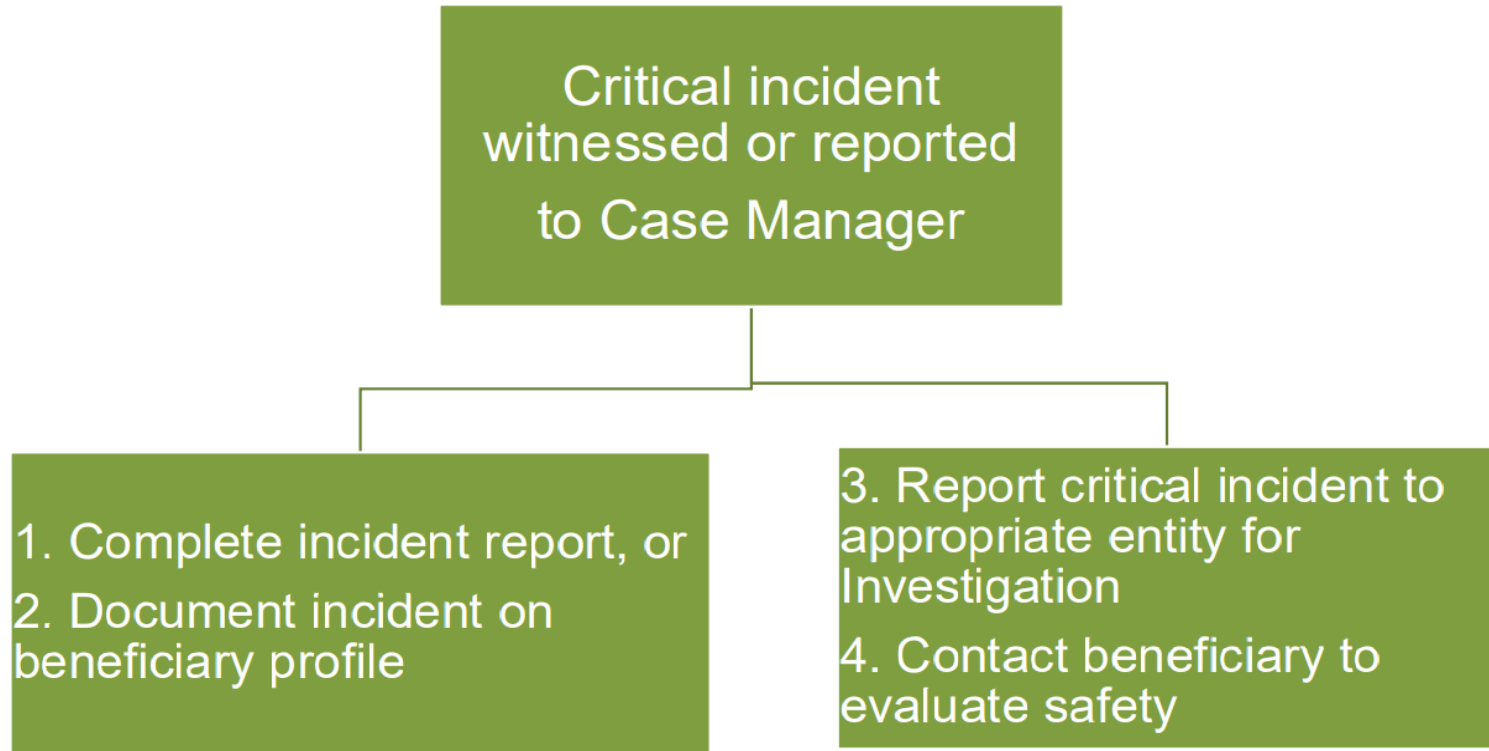 Critical incident
witnessed or reported
to Case Manager
1. Complete incident report, or
2. Document incident on
beneficiary profile
3. Report critical incident to
appropriate entity for
Investigation
4. Contact beneficiary to
evaluate safety